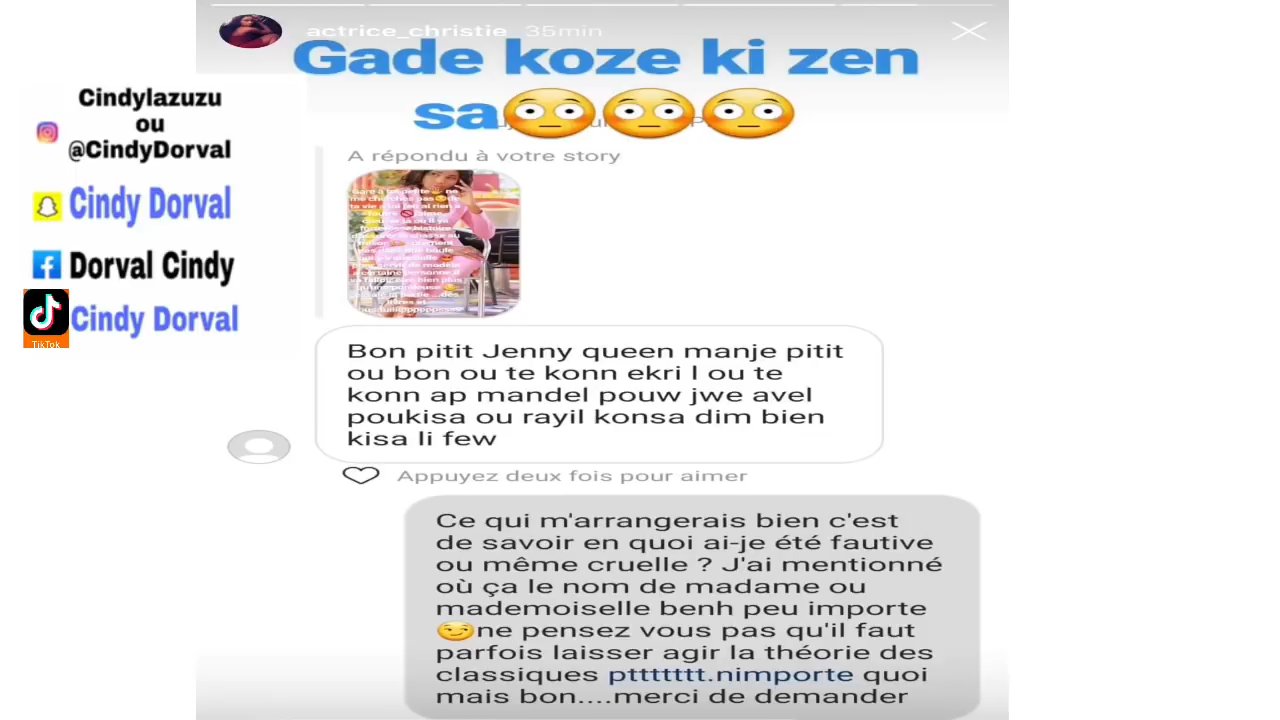 actrice_christie 35min
Gade koze ki zen
sa😳😳😳
Cindylazuzu
ou
@CindyDorval
Cindy Dorval
Dorval Cindy
TikTok
Cindy Dorval
A répondu à votre story
Bon pitit Jenny queen manje pitit
ou bon ou te konn ekri l ou te
konn ap mandel pouw jwe avel
poukisa ou rayil konsa dim bien
kisa li few
Appuyez deux fois pour aimer
Ce qui m'arrangerais bien c'est
de savoir en quoi ai-je été fautive
ou même cruelle ? J'ai mentionné
où ça le nom de madame ou
mademoiselle benh peu importe
😏ne pensez vous pas qu'il faut
parfois laisser agir la théorie des
classiques pttttttt.nimporte quoi
mais bon....merci de demander